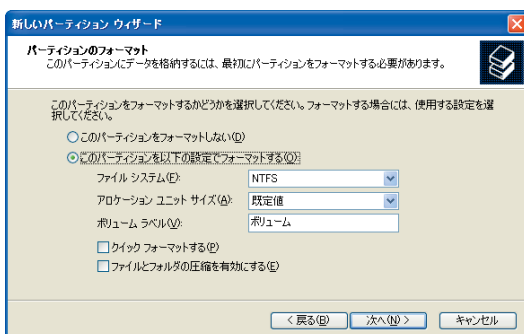 新しいパーティション ウィザード
パーティションのフォーマット
このパーティションにデータを格納するには、最初にパーティションをフォーマットする必要があります。
このパーティションをフォーマットするかどうかを選択してください。フォーマットする場合には、使用する設定を選
択してください。
このパーティションをフォーマットしない(D)
このパーティションを以下の設定でフォーマットする(O):
ファイル システム(F): NTFS
アロケーション ユニット サイズ(A): 既定値
ボリューム ラベル(V): ボリューム
クイック フォーマットする(P)
ファイルとフォルダの圧縮を有効にする(E)
< 戻る(B) 次へ(N) > キャンセル